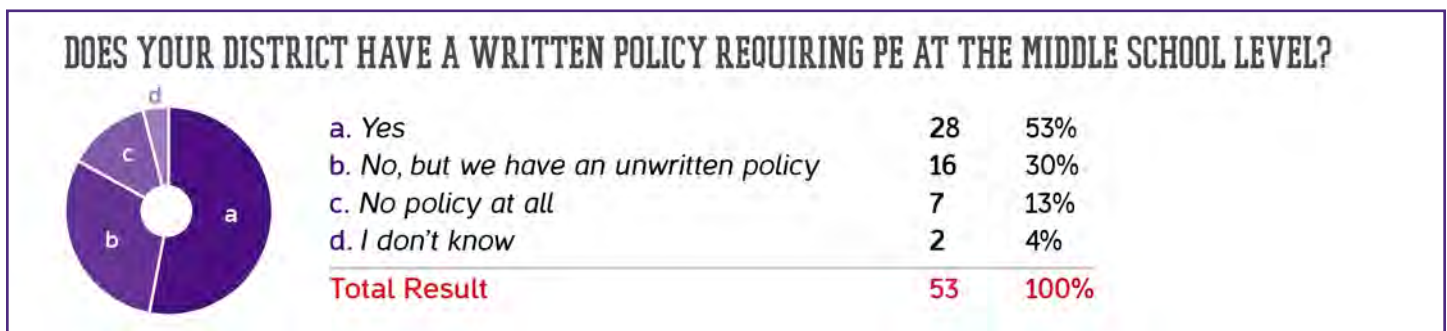 DOES YOUR DISTRICT HAVE A WRITTEN POLICY REQUIRING PE AT THE MIDDLE SCHOOL LEVEL?
d
c
a
b
a. Yes 28 53%
b. No, but we have an unwritten policy 16 30%
c. No policy at all 7 13%
d. I don't know 2 4%
Total Result 53 100%